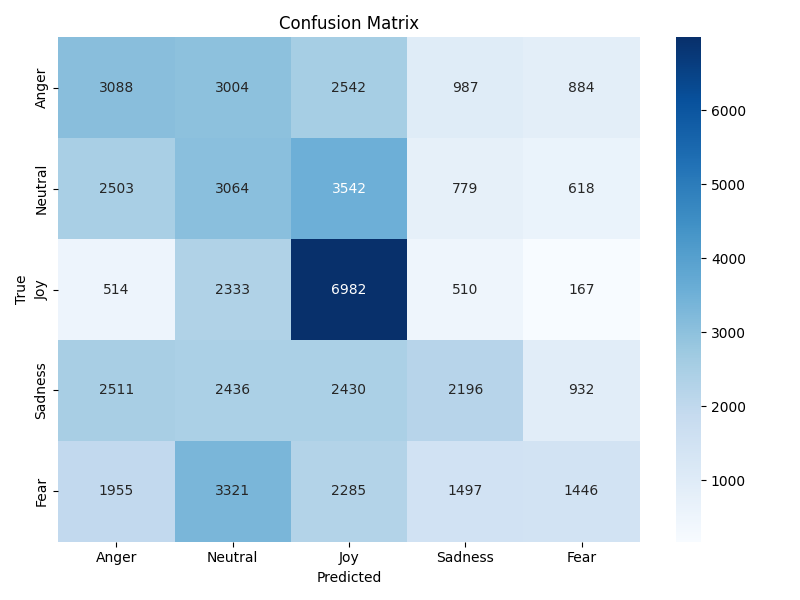 Confusion Matrix
Anger 3088 3004 2542 987 884
Neutral 2503 3064 3542 779 618
Joy 514 2333 6982 510 167
Sadness 2511 2436 2430 2196 932
Fear 1955 3321 2285 1497 1446
True
Anger Neutral Joy Sadness Fear
Predicted
6000
5000
4000
3000
2000
1000